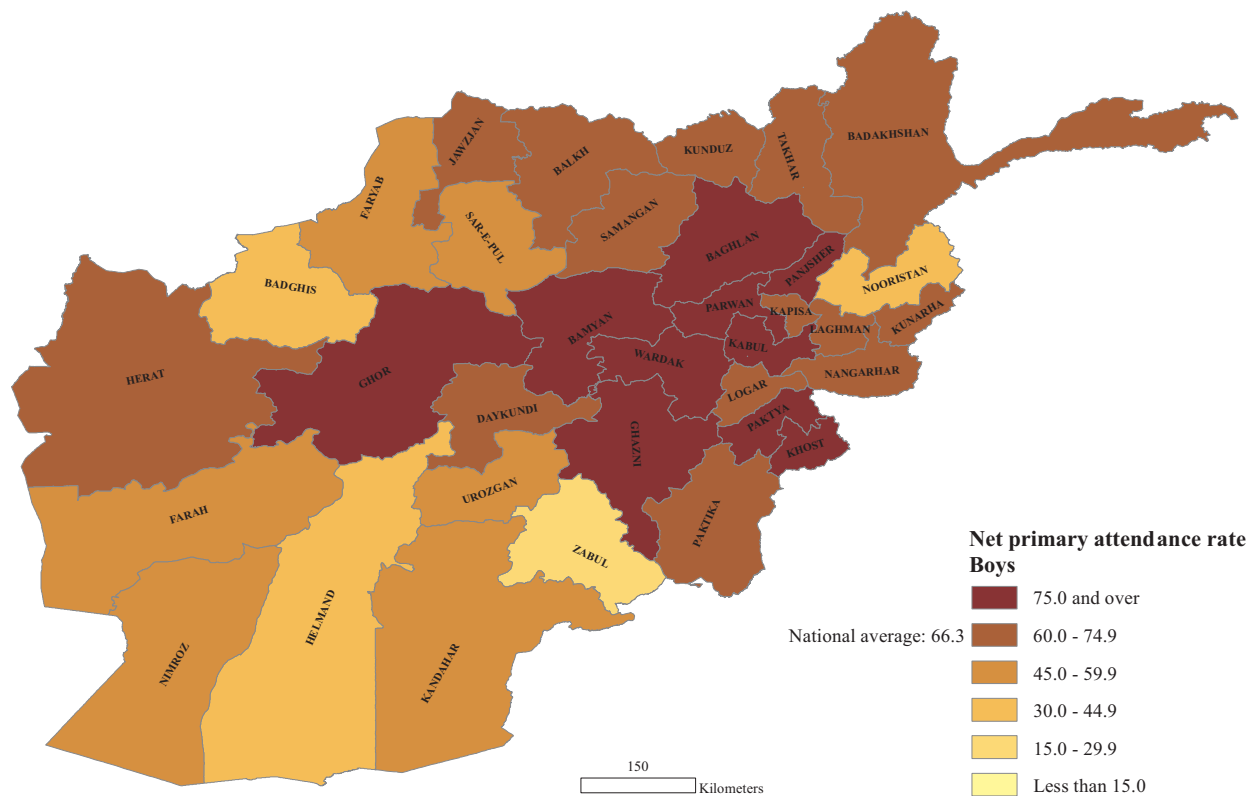 JAWZJAN
BALKH
KUNDUZ
TAKHAR
BADAKHSHAN
FARYAB
SAR-E-PUL
SAMANGAN
BAGHLAN
PANJSHER
NOORISTAN
BADGHIS
PARWAN
KAPISA
LAGHMAN
KUNARHA
BAMYAN
WARDAK
KABUL
NANGARHAR
HERAT
GHOR
DAYKUNDI
LOGAR
PAKTYA
KHOST
GHAZNI
UROZGAN
FARAH
ZABUL
PAKTIKA
NIMROZ
HELMAND
KANDAHAR
Net primary attendance rate
Boys
75.0 and over
National average: 66.3
60.0 - 74.9
45.0 - 59.9
30.0 - 44.9
15.0 - 29.9
Less than 15.0
150
Kilometers